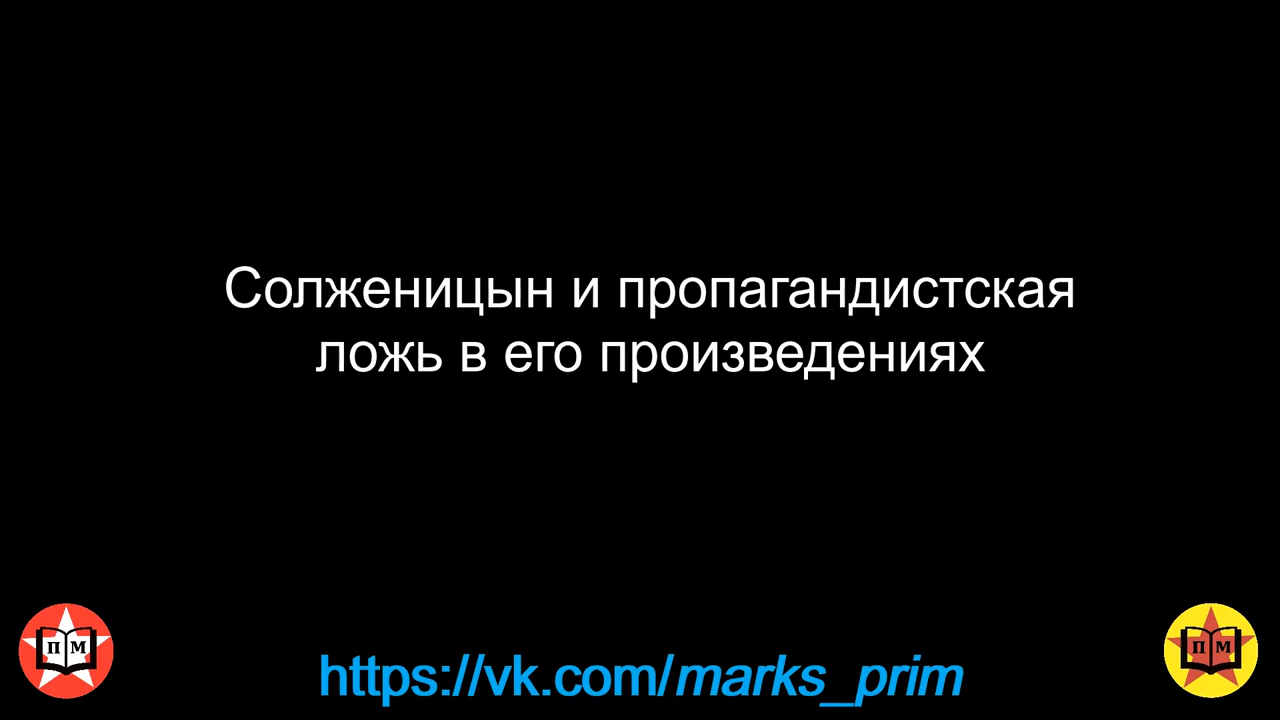 Солженицын и пропагандистская
ложь в его произведениях
П М
https://vk.com/marks_prim
П М